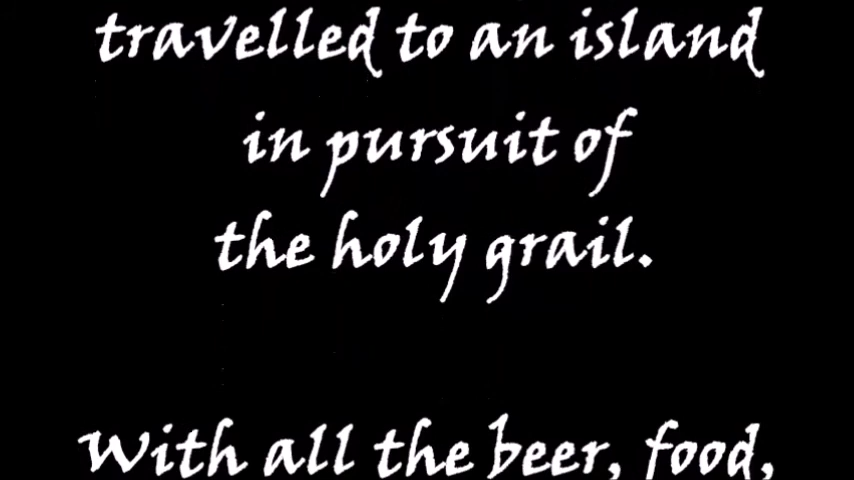 travelled to an island
in pursuit of
the holy grail.
With all the beer, food,